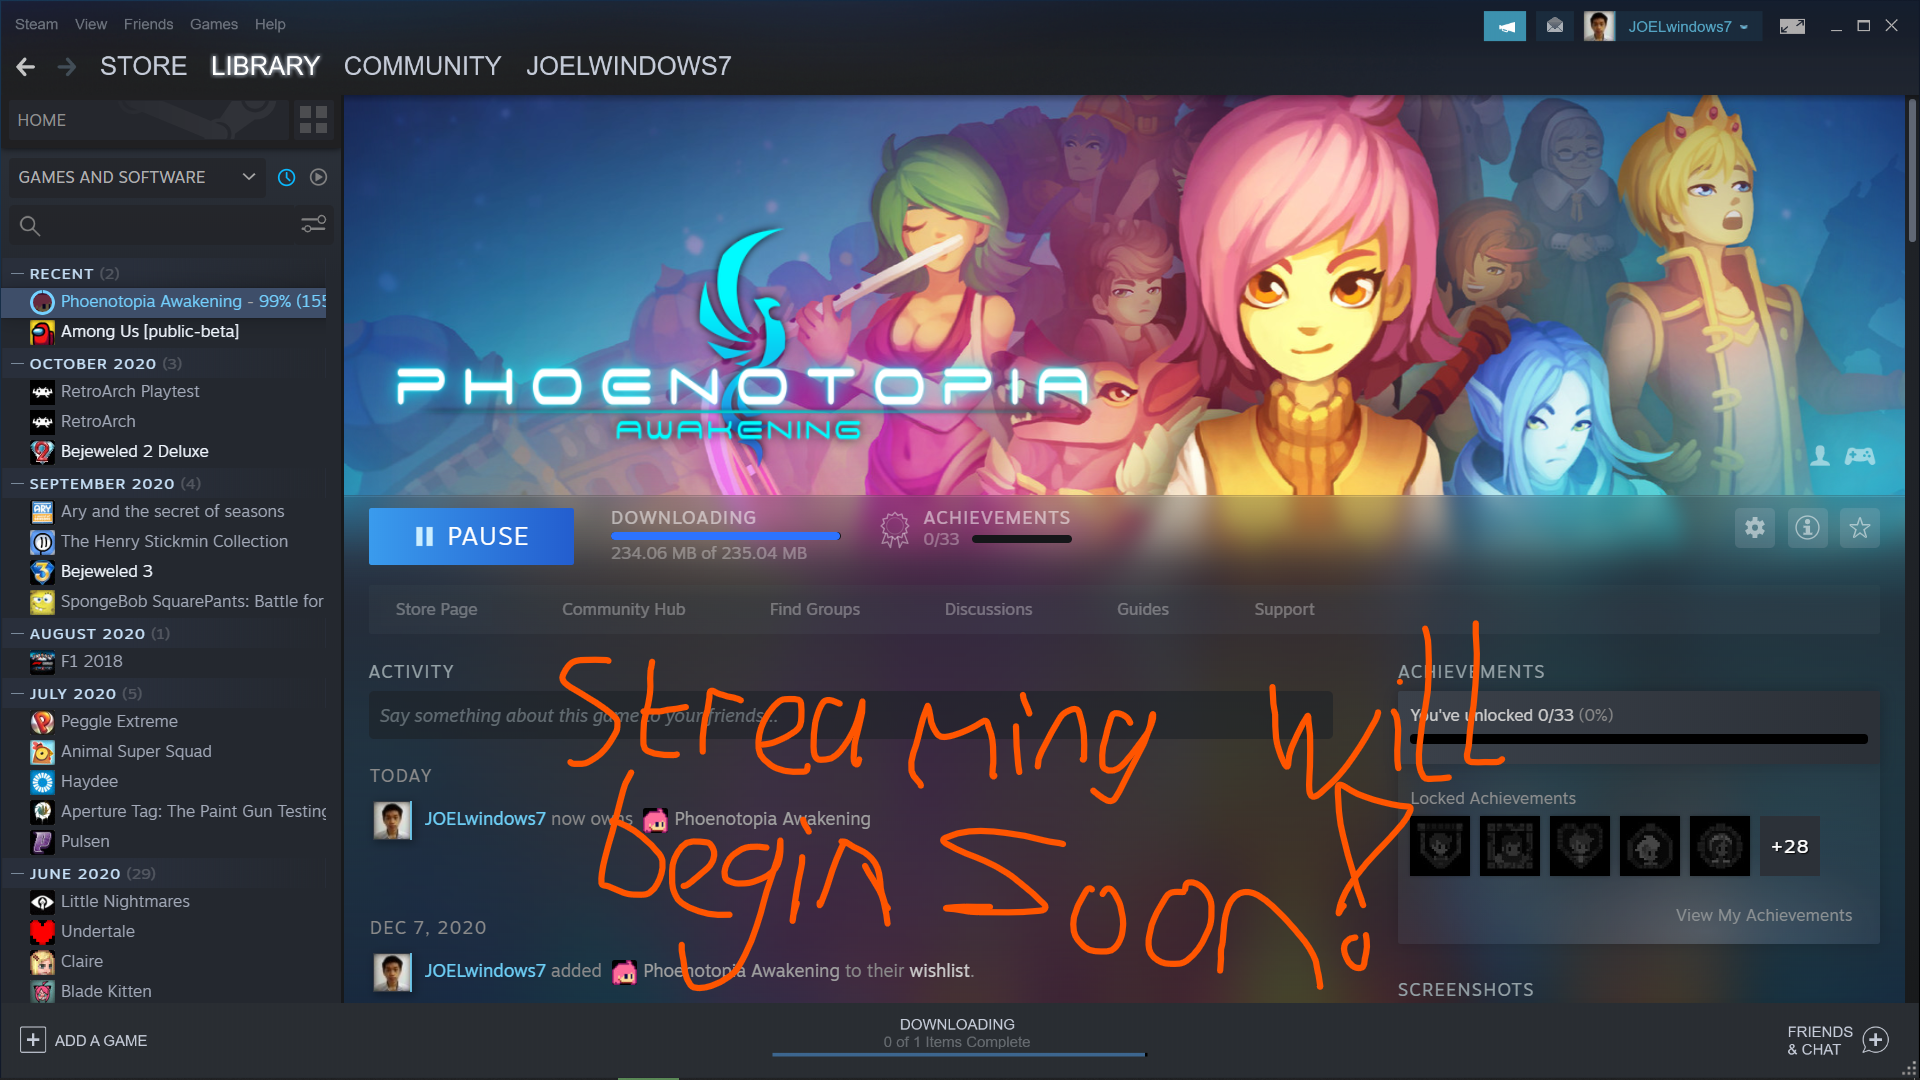 Steam View Friends Games Help
JOELwindows7
STORE LIBRARY COMMUNITY JOELWINDOWS7
HOME
GAMES AND SOFTWARE
RECENT (2)
Phoenotopia Awakening - 99% (155
Among Us [public-beta]
OCTOBER 2020 (3)
RetroArch Playtest
RetroArch
Bejeweled 2 Deluxe
SEPTEMBER 2020 (4)
Ary and the secret of seasons
The Henry Stickmin Collection
Bejeweled 3
SpongeBob SquarePants: Battle for
AUGUST 2020 (1)
F1 2018
JULY 2020 (5)
Peggle Extreme
Animal Super Squad
Haydee
Aperture Tag: The Paint Gun Testing
Pulsen
JUNE 2020 (29)
Little Nightmares
Undertale
Claire
Blade Kitten
PHOENOTOPIA
AWAKENING
PAUSE
DOWNLOADING
234.06 MB of 235.04 MB
ACHIEVEMENTS
0/33
Store Page Community Hub Find Groups Discussions Guides Support
ACTIVITY
Say something about this game to your friends...
TODAY
JOELwindows7 now owns Phoenotopia Awakening
DEC 7, 2020
JOELwindows7 added Phoenotopia Awakening to their wishlist.
Streaming will
begin soon!
ACHIEVEMENTS
You've unlocked 0/33 (0%)
Locked Achievements
+28
View My Achievements
SCREENSHOTS
ADD A GAME
DOWNLOADING
0 of 1 Items Complete
FRIENDS
& CHAT